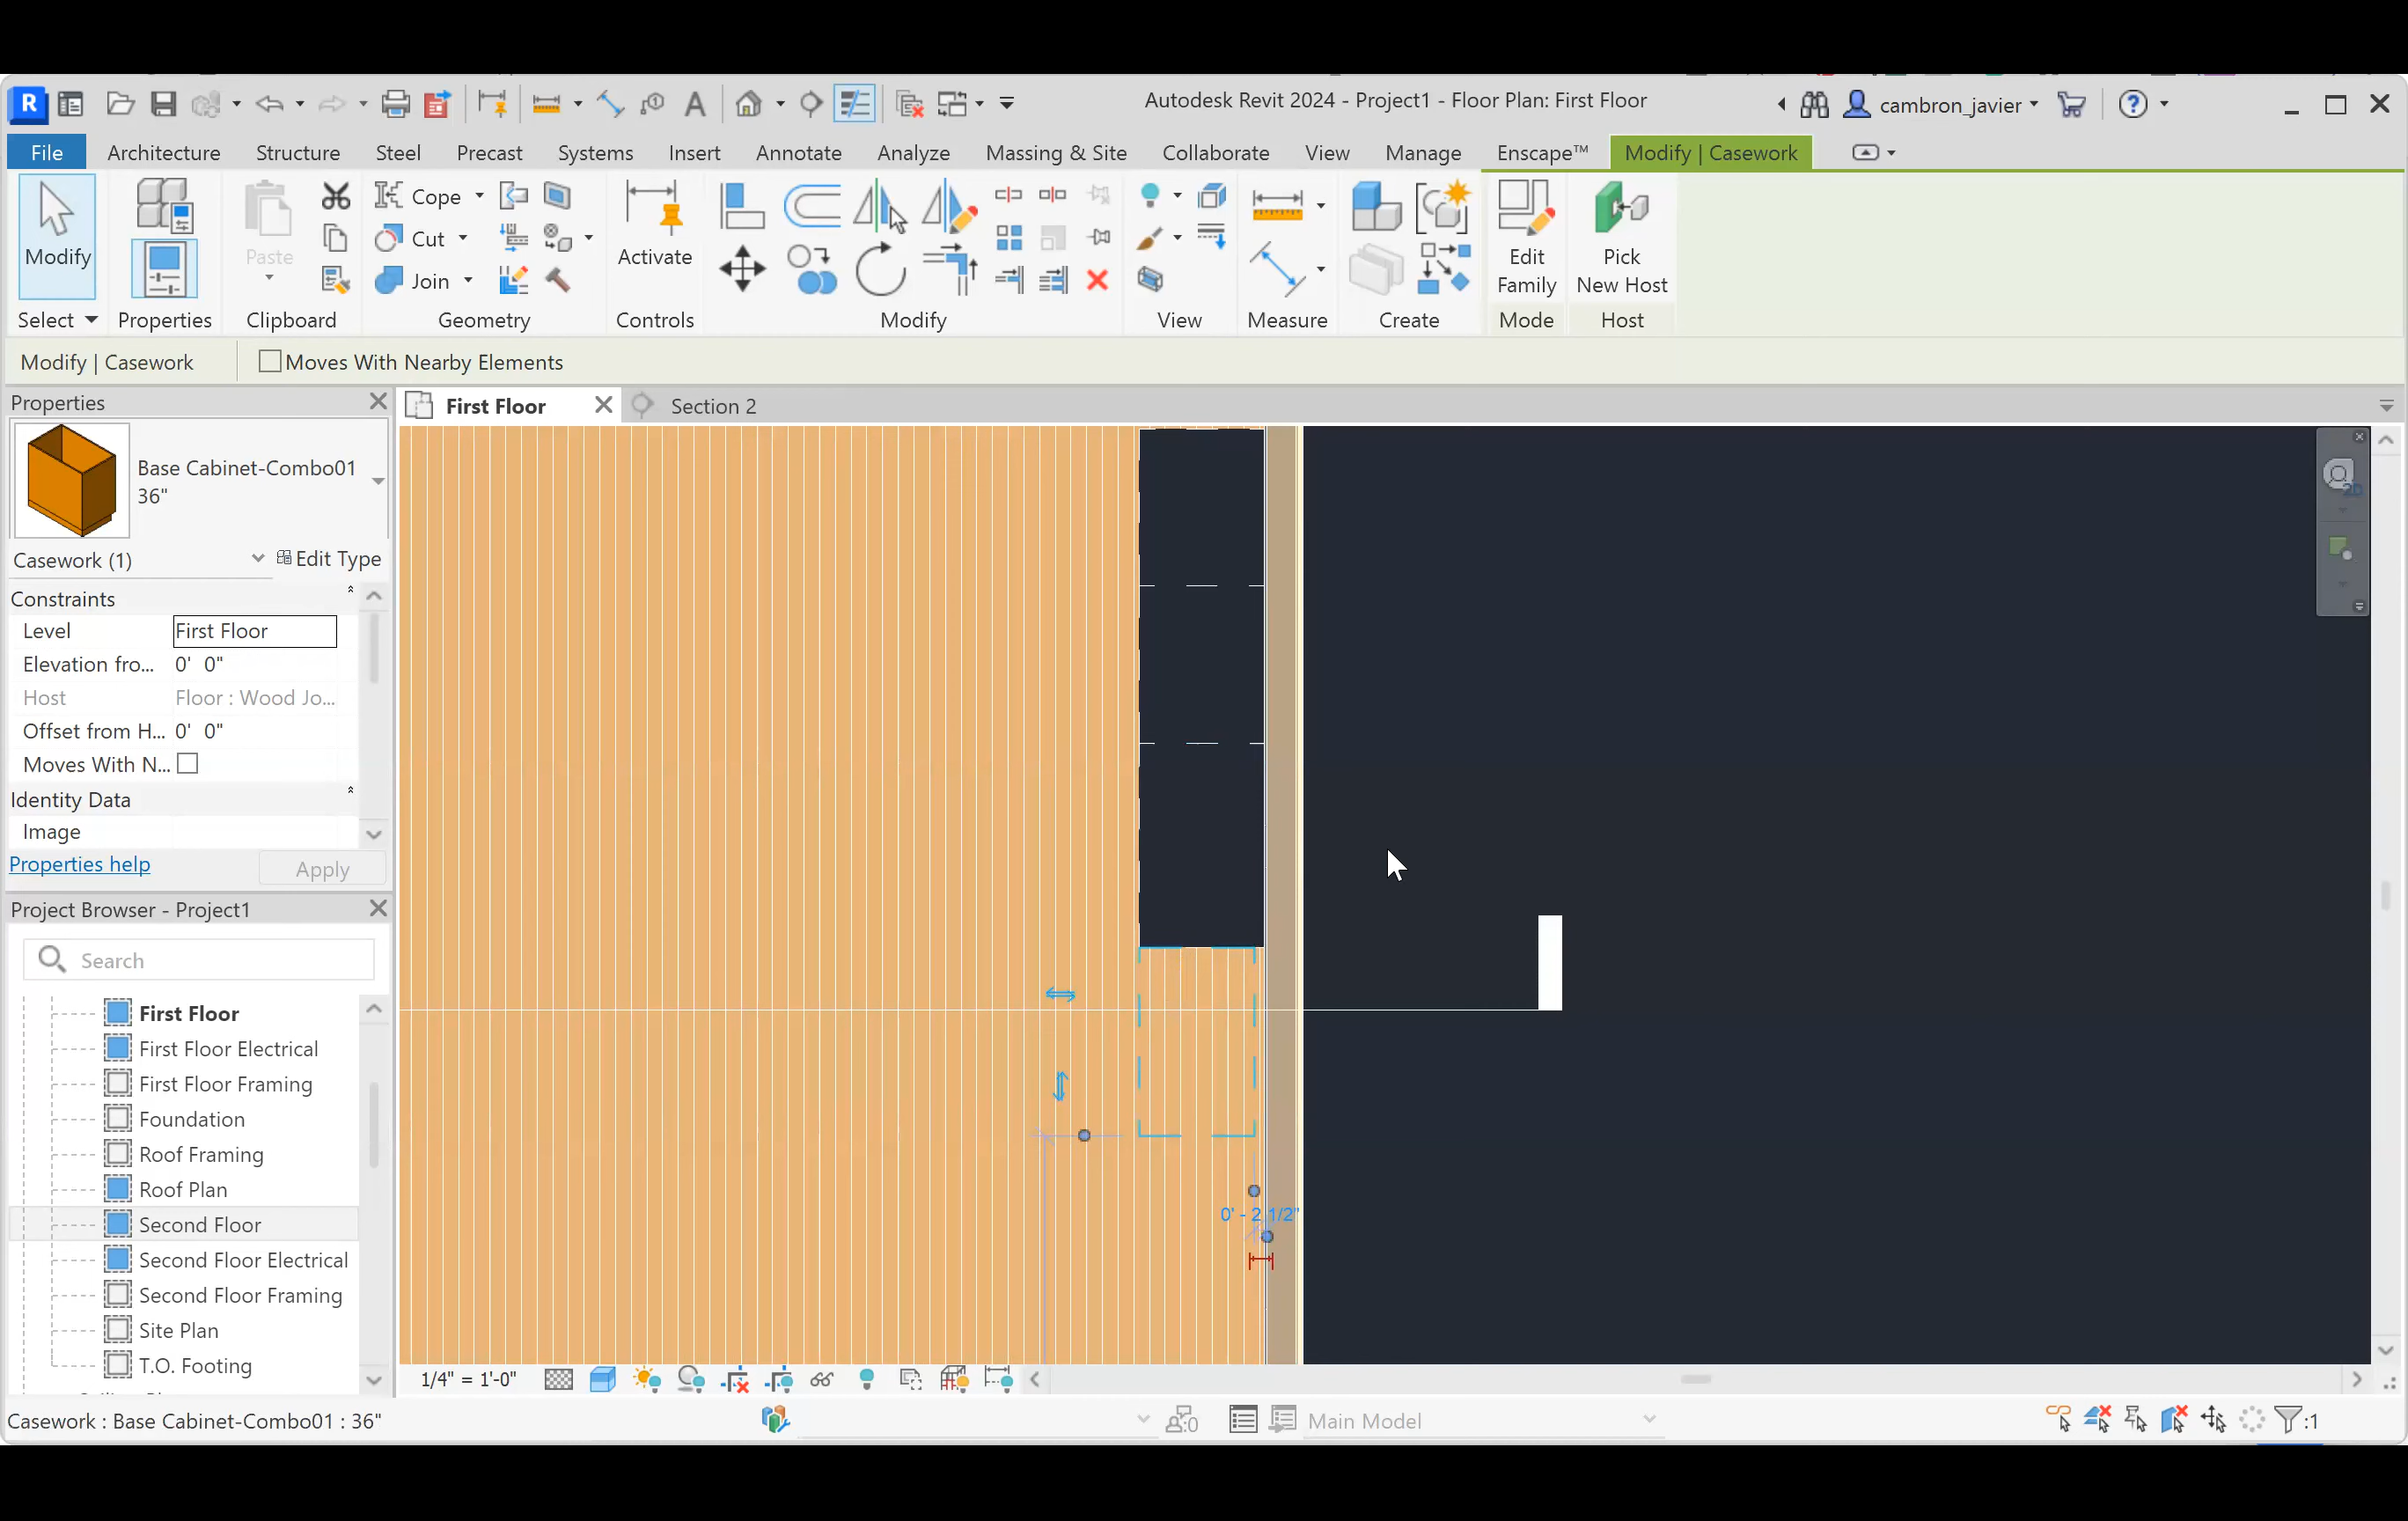 R
Autodesk Revit 2024 - Project1 - Floor Plan: First Floor
cambron_javier
File Architecture Structure Steel Precast Systems Insert Annotate Analyze Massing & Site Collaborate View Manage Enscape™ Modify | Casework
Modify
Paste
Cope
Cut
Join
Activate
Edit
Family
Pick
New Host
Select Properties Clipboard Geometry Controls Modify View Measure Create Mode Host
Modify | Casework Moves With Nearby Elements
Properties
First Floor
Section 2
Base Cabinet-Combo01
36"
Casework (1) Edit Type
Constraints
Level First Floor
Elevation fro... 0' 0"
Host Floor : Wood Jo...
Offset from H... 0' 0"
Moves With N...
Identity Data
Image
Properties help Apply
Project Browser - Project1
Search
First Floor
First Floor Electrical
First Floor Framing
Foundation
Roof Framing
Roof Plan
Second Floor
Second Floor Electrical
Second Floor Framing
Site Plan
T.O. Footing
2D
0' - 2 1/2"
1/4" = 1'-0"
Casework : Base Cabinet-Combo01 : 36"
:0
Main Model
:1